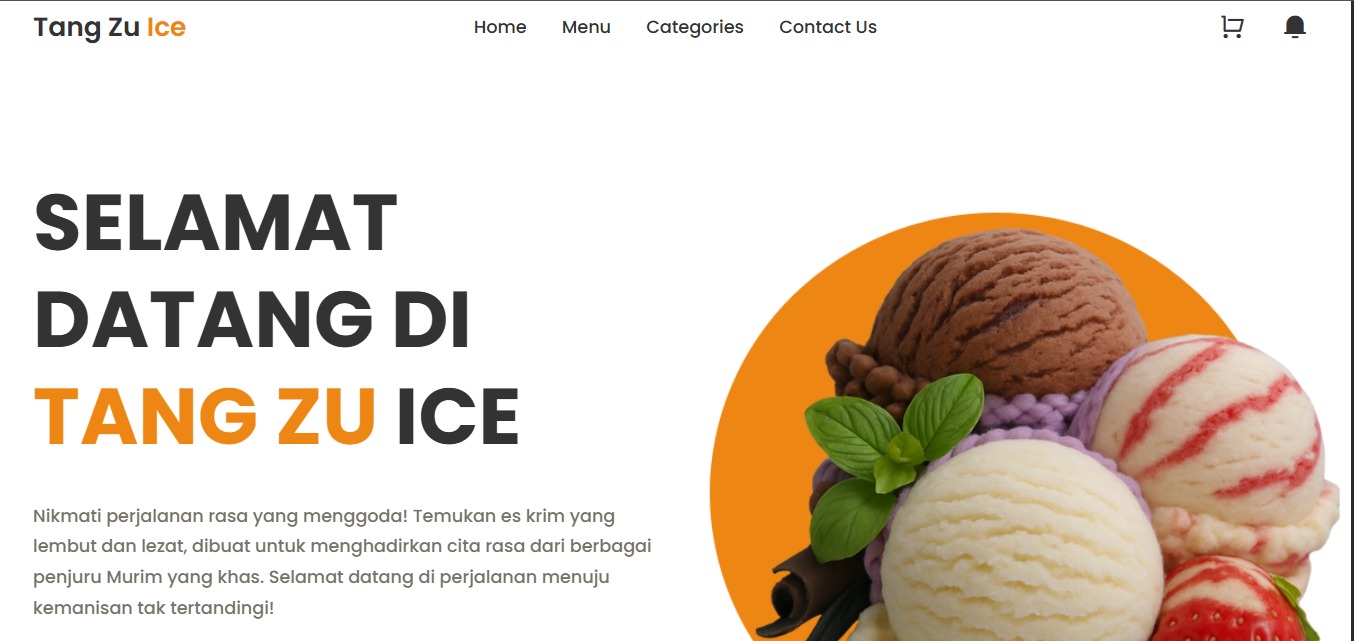 Tang Zu Ice
Home Menu Categories Contact Us
SELAMAT
DATANG DI
TANG ZU ICE
Nikmati perjalanan rasa yang menggoda! Temukan es krim yang
lembut dan lezat, dibuat untuk menghadirkan cita rasa dari berbagai
penjuru Murim yang khas. Selamat datang di perjalanan menuju
kemanisan tak tertandingi!